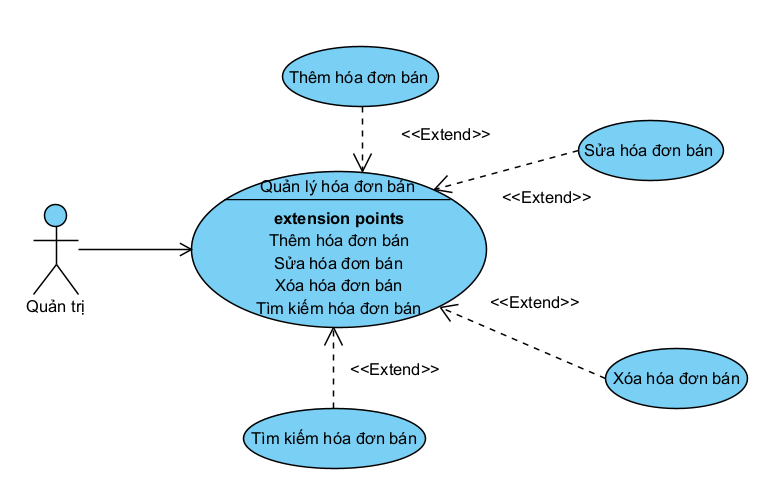 Thêm hóa đơn bán
<<Extend>>
Sửa hóa đơn bán
Quản lý hóa đơn bán
<<Extend>>
extension points
Thêm hóa đơn bán
Sửa hóa đơn bán
Xóa hóa đơn bán
Tìm kiếm hóa đơn bán
Quản trị
<<Extend>>
<<Extend>>
Xóa hóa đơn bán
Tìm kiếm hóa đơn bán